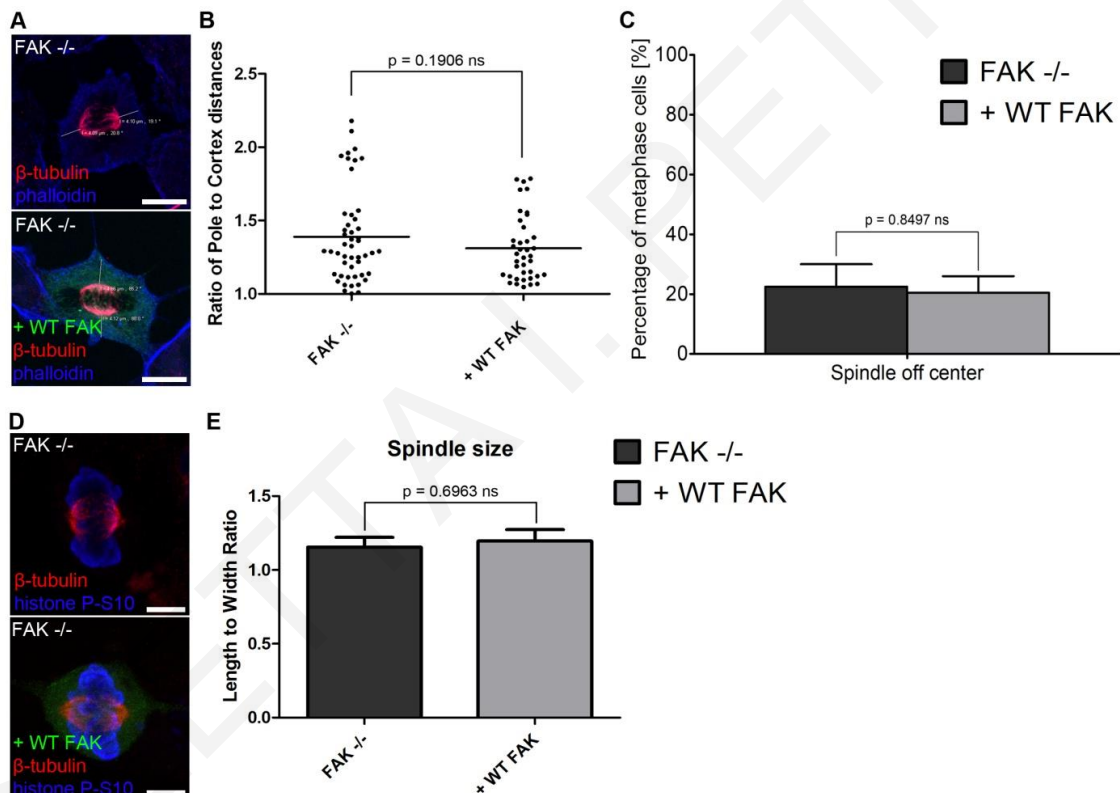 A
FAK -/-
β-tubulin
phalloidin
FAK -/-
+ WT FAK
β-tubulin
phalloidin
B
p = 0.1906 ns
Ratio of Pole to Cortex distances
2.5
2.0
1.5
1.0
FAK -/-
+ WT FAK
C
Percentage of metaphase cells [%]
100
80
60
40
20
0
p = 0.8497 ns
Spindle off center
FAK -/-
+ WT FAK
D
FAK -/-
β-tubulin
histone P-S10
FAK -/-
+ WT FAK
β-tubulin
histone P-S10
E
Spindle size
p = 0.6963 ns
Length to Width Ratio
1.5
1.0
0.5
0.0
FAK -/-
+ WT FAK
FAK -/-
+ WT FAK
ETTA I. PET